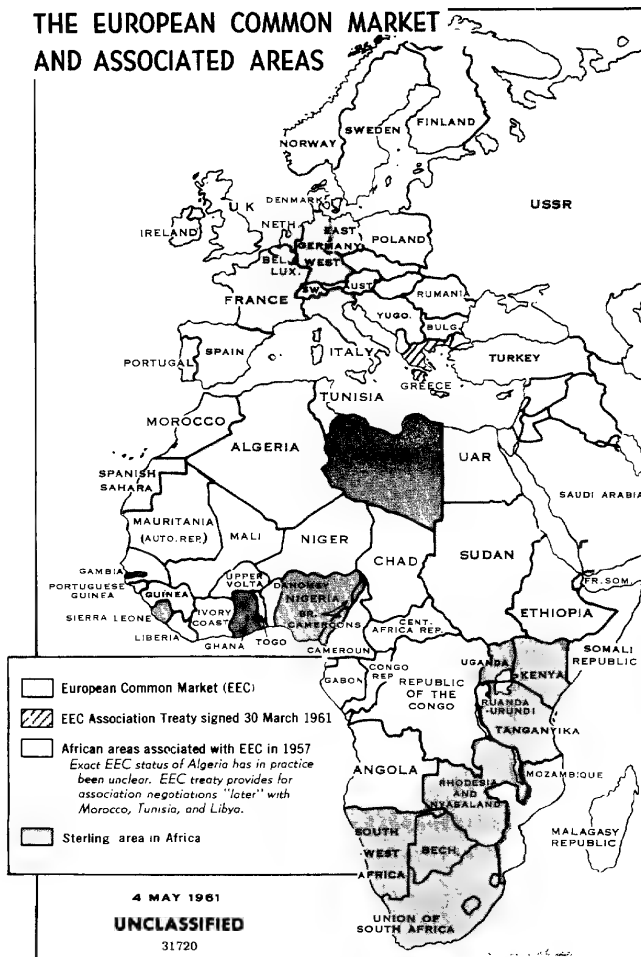 THE EUROPEAN COMMON MARKET
AND ASSOCIATED AREAS
NORWAY
SWEDEN
FINLAND
DENMARK
USSR
UK
IRELAND
NETH.
EAST
GERMANY
WEST
POLAND
BEL.
LUX.
FRANCE
SW.
AUST.
RUMANIA
YUGO.
BULG.
PORTUGAL
SPAIN
ITALY
GREECE
TURKEY
TUNISIA
MOROCCO
ALGERIA
UAR
SAUDI ARABIA
SPANISH
SAHARA
MAURITANIA
(AUTO. REP.)
MALI
NIGER
CHAD
SUDAN
FR. SOM.
ETHIOPIA
SOMALI
REPUBLIC
GAMBIA
PORTUGUESE
GUINEA
GUINEA
SIERRA LEONE
LIBERIA
IVORY
COAST
UPPER
VOLTA
GHANA
TOGO
DAHOMEY
NIGERIA
BR.
CAMEROONS
CAMEROUN
CENT.
AFRICA REP.
GABON
CONGO
REP
REPUBLIC
OF THE
CONGO
UGANDA
KENYA
RUANDA
-URUNDI
TANGANYIKA
ANGOLA
MOZAMBIQUE
RHODESIA
AND
NYASALAND
MALAGASY
REPUBLIC
SOUTH
WEST
AFRICA
BECH.
UNION OF
SOUTH AFRICA
European Common Market (EEC)
EEC Association Treaty signed 30 March 1961
African areas associated with EEC in 1957
Exact EEC status of Algeria has in practice
been unclear. EEC treaty provides for
association negotiations "later" with
Morocco, Tunisia, and Libya.
Sterling area in Africa
4 MAY 1961
UNCLASSIFIED
31720